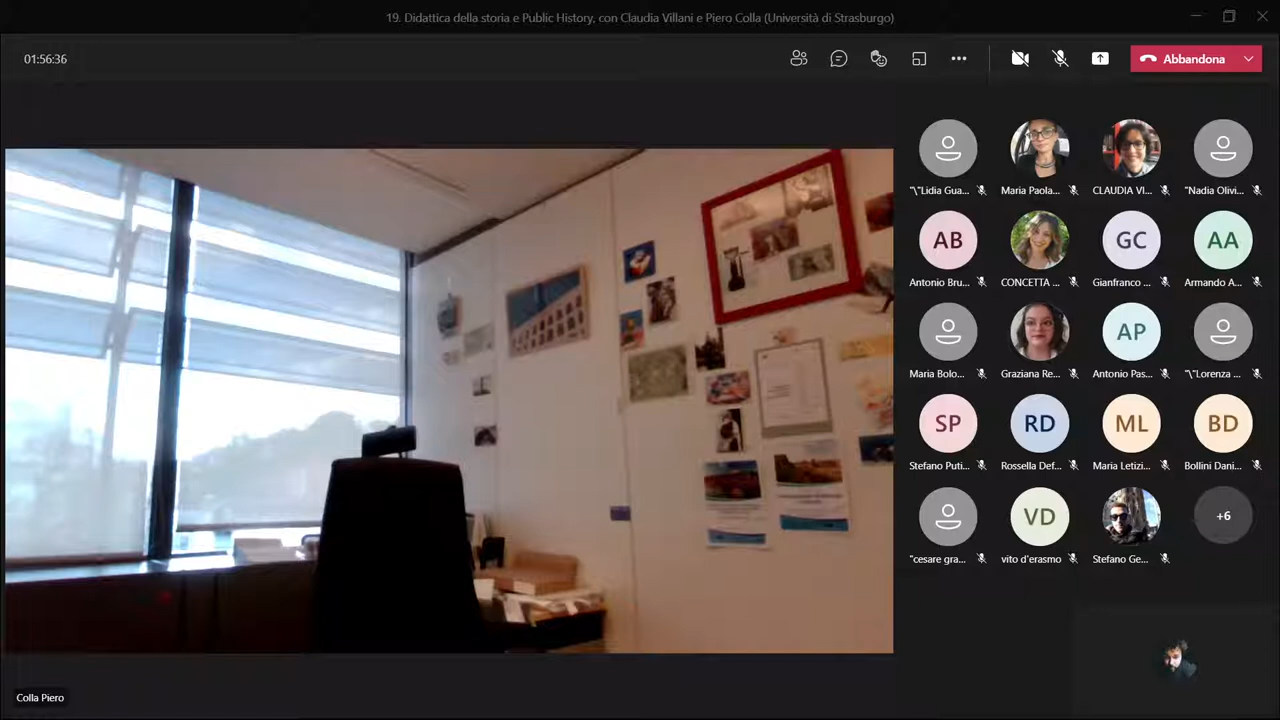 19. Didattica della storia e Public History, con Claudia Villani e Piero Colla (Università di Strasburgo)
01:56:36
Abbandona
"\"Lidia Gua...
Maria Paola...
CLAUDIA VI...
"Nadia Olivi...
AB
GC
AA
Antonio Bru...
CONCETTA ...
Gianfranco ...
Armando A...
AP
Maria Bolo...
Graziana Re...
Antonio Pas...
"\"Lorenza ...
SP
RD
ML
BD
Stefano Puti...
Rossella Def...
Maria Letizi...
Bollini Dani...
VD
+6
"cesare gra...
vito d'erasmo
Stefano Ge...
Colla Piero